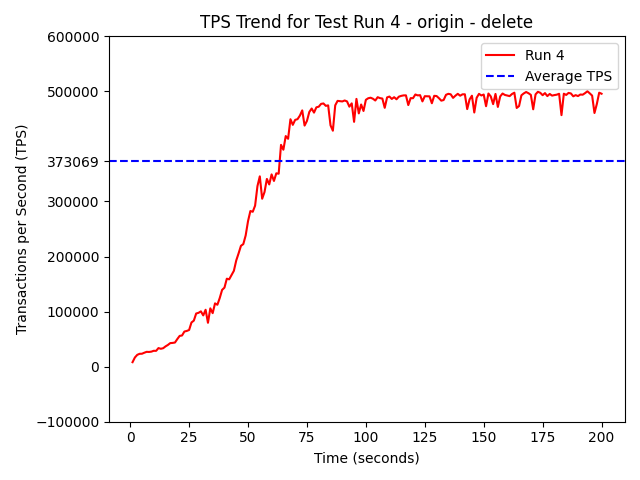 TPS Trend for Test Run 4 - origin - delete
Run 4
Average TPS
Transactions per Second (TPS)
600000
500000
373069
300000
200000
100000
0
−100000
0 25 50 75 100 125 150 175 200
Time (seconds)